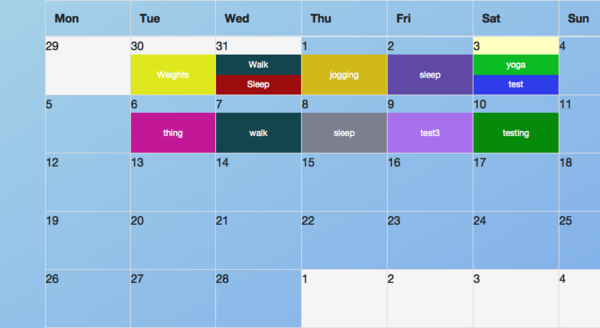 Mon Tue Wed Thu Fri Sat Sun
29 30 31 1 2 3 4
Weights Walk jogging sleep yoga
Sleep test
5 6 7 8 9 10 11
thing walk sleep test3 testing
12 13 14 15 16 17 18
19 20 21 22 23 24 25
26 27 28 1 2 3 4